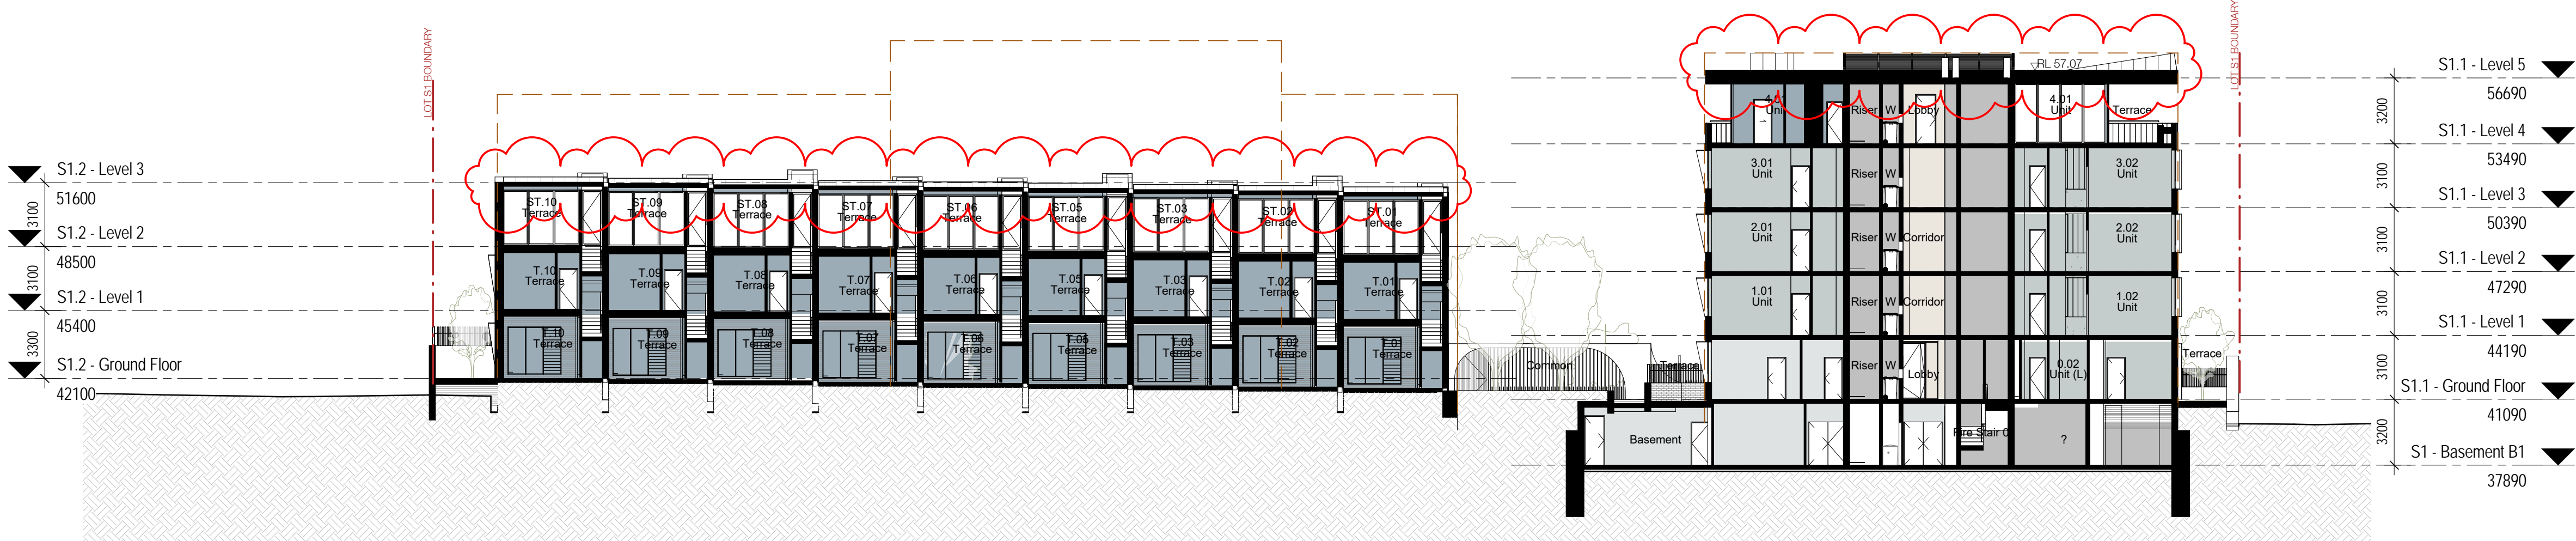 LOT S1 BOUNDARY
LOT S1 BOUNDARY
RL 57.07
S1.2 - Level 3
51600
3100
S1.2 - Level 2
48500
3100
S1.2 - Level 1
45400
3300
S1.2 - Ground Floor
42100
ST.10
Terrace
ST.09
Terrace
ST.08
Terrace
ST.07
Terrace
ST.06
Terrace
ST.05
Terrace
ST.03
Terrace
ST.02
Terrace
ST.01
Terrace
T.10
Terrace
T.09
Terrace
T.08
Terrace
T.07
Terrace
T.06
Terrace
T.05
Terrace
T.03
Terrace
T.02
Terrace
T.01
Terrace
T.10
Terrace
T.09
Terrace
T.08
Terrace
T.07
Terrace
T.06
Terrace
T.05
Terrace
T.03
Terrace
T.02
Terrace
T.0
Terrace
Common
Terrace
4.01
Unit
Riser
W
Lobby
4.01
Unit
Terrace
3.01
Unit
Riser
W
3.02
Unit
2.01
Unit
Riser
W
Corridor
2.02
Unit
1.01
Unit
Riser
W
Corridor
1.02
Unit
Riser
W
Lobby
0.02
Unit (L)
Terrace
Basement
Fire Stair 0
?
S1.1 - Level 5
56690
3200
S1.1 - Level 4
53490
3100
S1.1 - Level 3
50390
3100
S1.1 - Level 2
47290
3100
S1.1 - Level 1
44190
3100
S1.1 - Ground Floor
41090
3200
S1 - Basement B1
37890